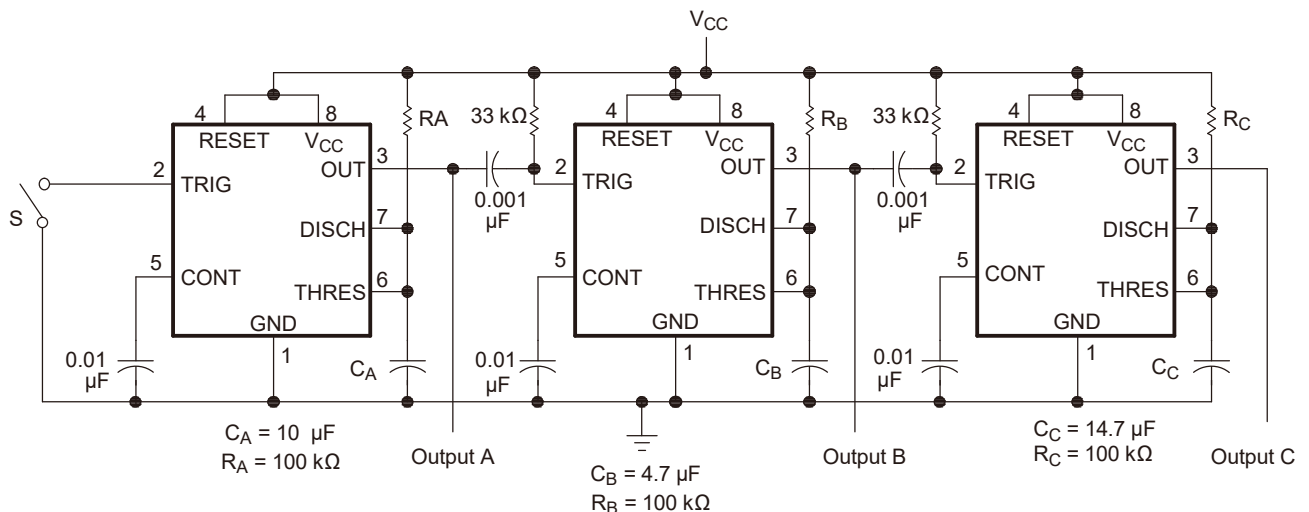 VCC
4
8
RESET
VCC
RA
33 kΩ
4
8
RESET
VCC
RB
33 kΩ
4
8
RESET
VCC
RC
2
TRIG
OUT
3
0.001
µF
2
TRIG
OUT
3
0.001
µF
2
TRIG
OUT
3
S
DISCH
7
DISCH
7
DISCH
7
5
CONT
THRES
6
5
CONT
THRES
6
5
CONT
THRES
6
GND
1
GND
1
GND
1
0.01
µF
CA
0.01
µF
CB
0.01
µF
CC
CA = 10 µF
RA = 100 kΩ
Output A
CB = 4.7 µF
RB = 100 kΩ
Output B
CC = 14.7 µF
RC = 100 kΩ
Output C